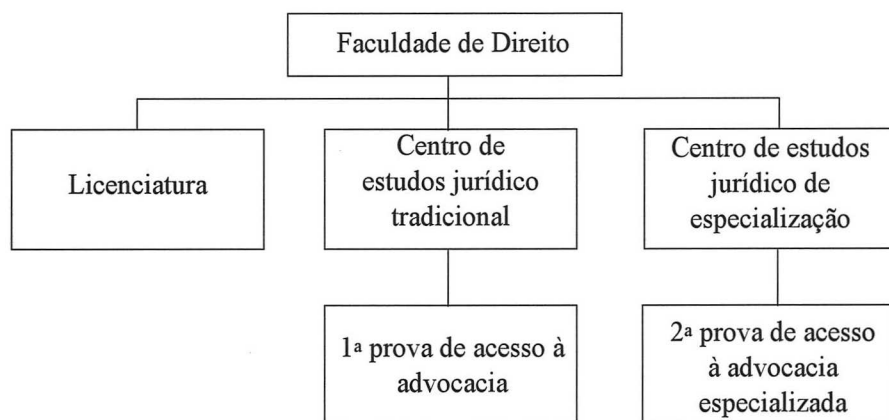 Faculdade de Direito
Licenciatura
Centro de
estudos jurídico
tradicional
Centro de estudos
jurídico de
especialização
1ª prova de acesso à
advocacia
2ª prova de acesso
à advocacia
especializada